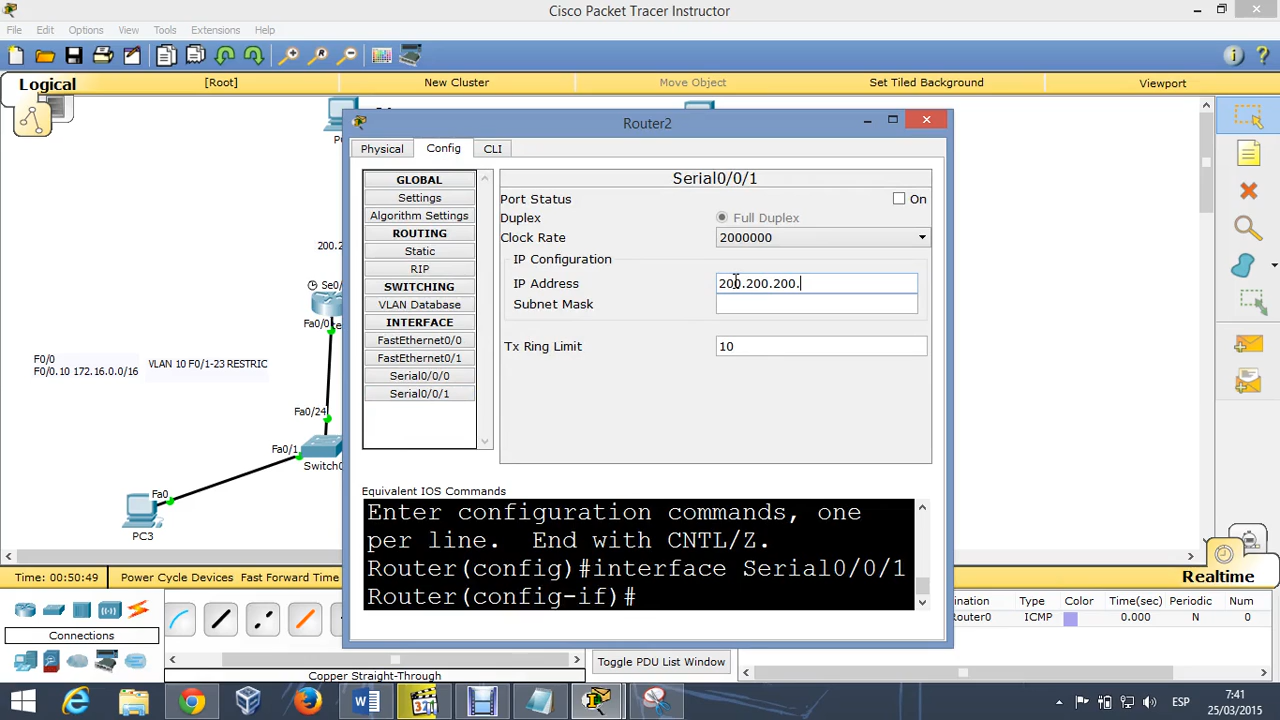 Cisco Packet Tracer Instructor
File Edit Options View Tools Extensions Help
Logical [Root] New Cluster Move Object Set Tiled Background Viewport
Router2
Physical Config CLI
GLOBAL
Settings
Algorithm Settings
ROUTING
Static
RIP
SWITCHING
VLAN Database
INTERFACE
FastEthernet0/0
FastEthernet0/1
Serial0/0/0
Serial0/0/1
Serial0/0/1
Port Status On
Duplex Full Duplex
Clock Rate 2000000
IP Configuration
IP Address 200.200.200.
Subnet Mask
Tx Ring Limit 10
Equivalent IOS Commands
Enter configuration commands, one
per line. End with CNTL/Z.
Router(config)#interface Serial0/0/1
Router(config-if)#
200.2
Se0/
Fa0/0
F0/0
F0/0.10 172.16.0.0/16
VLAN 10 F0/1-23 RESTRIC
Fa0/24
Fa0/1
Switch0
Fa0
PC3
Time: 00:50:49 Power Cycle Devices Fast Forward Time
Realtime
Connections
Copper Straight-Through
Toggle PDU List Window
ination Type Color Time(sec) Periodic Num
Router0 ICMP 0.000 N 0
ESP
7:41
25/03/2015